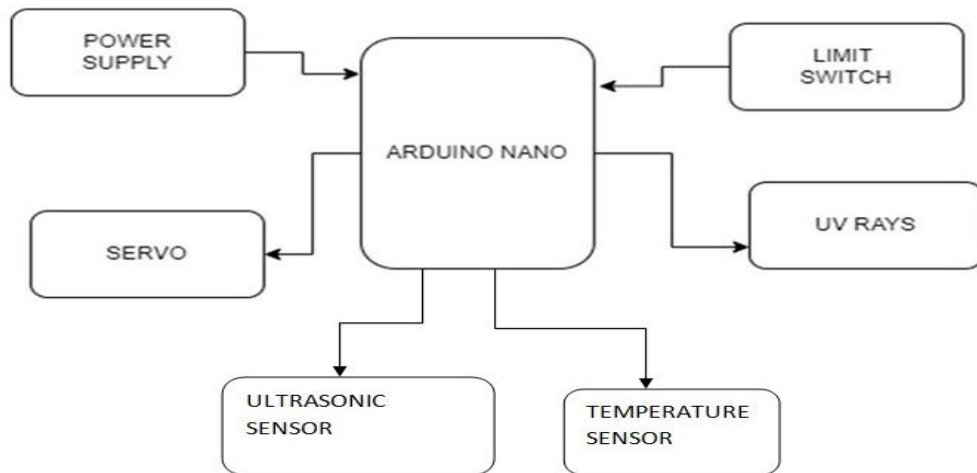 POWER
SUPPLY
LIMIT
SWITCH
ARDUINO NANO
SERVO
UV RAYS
ULTRASONIC
SENSOR
TEMPERATURE
SENSOR